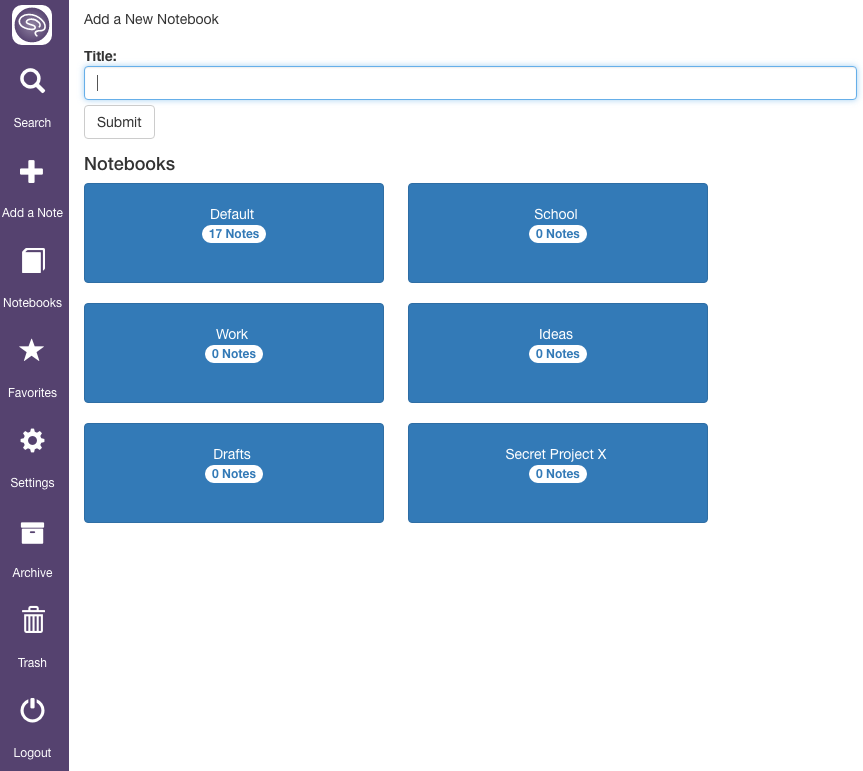 Add a New Notebook
Title:
Submit
Notebooks
Default
17 Notes
School
0 Notes
Work
0 Notes
Ideas
0 Notes
Drafts
0 Notes
Secret Project X
0 Notes
Search
Add a Note
Notebooks
Favorites
Settings
Archive
Trash
Logout